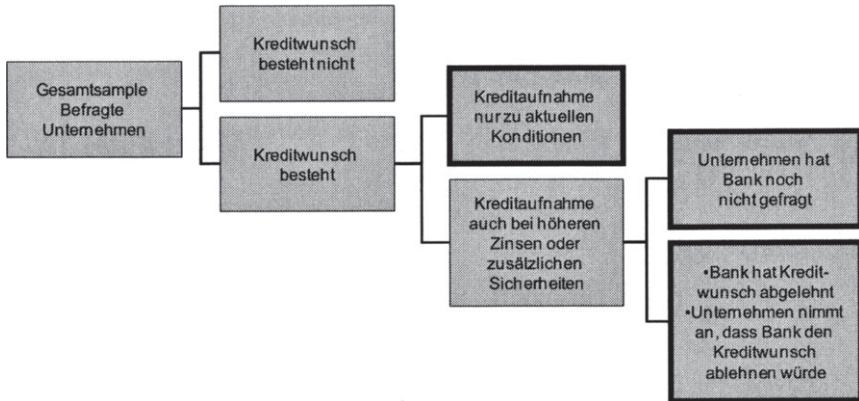 Gesamtsample
Befragte
Unternehmen
Kreditwunsch
besteht nicht
Kreditwunsch
besteht
Kreditaufnahme
nur zu aktuellen
Konditionen
Kreditaufnahme
auch bei höheren
Zinsen oder
zusälzlichen
Sicherheiten
Unternehmen hat
Bank noch
nicht gefragt
•Bank hat Kredit-
wunsch abgelehnt
•Unternehmen nimmt
an, dass Bank den
Kreditwunsch
ablehnen würde